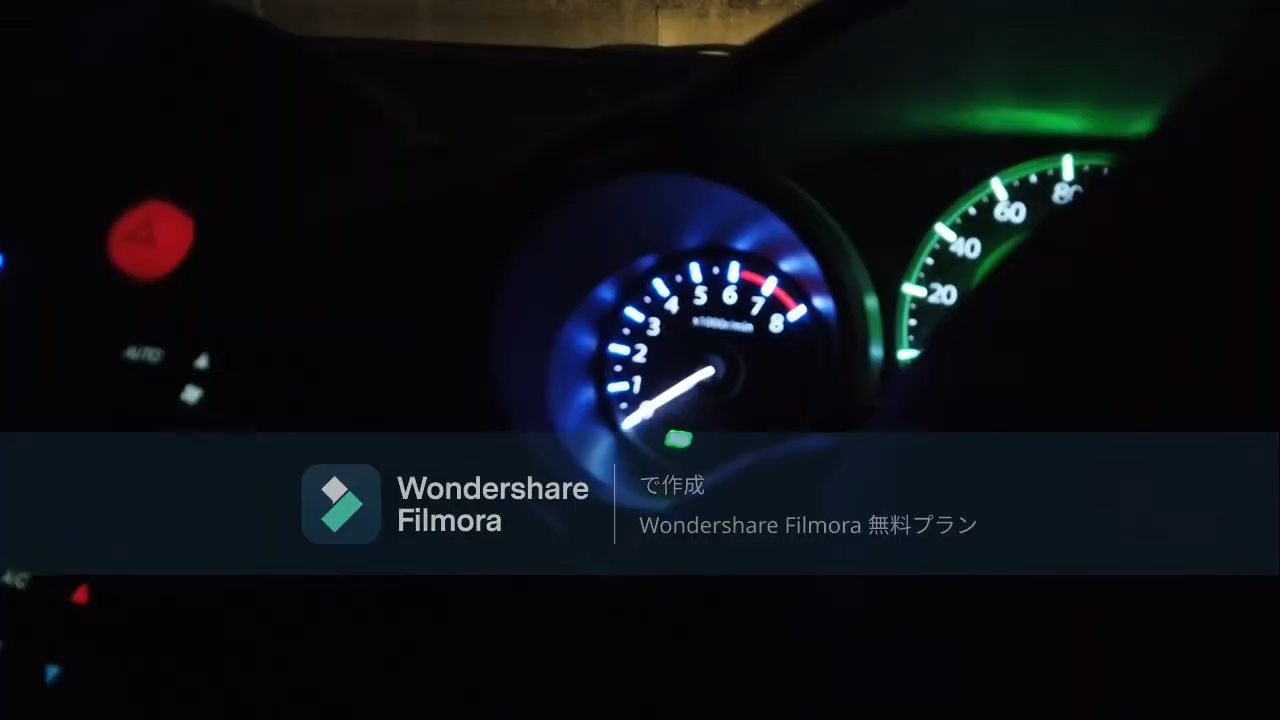 80
60
40
20
5
6
4
7
3
8
x1000r/min
2
1
0
AUTO
Wondershare
Filmora
で作成
Wondershare Filmora 無料プラン
A/C